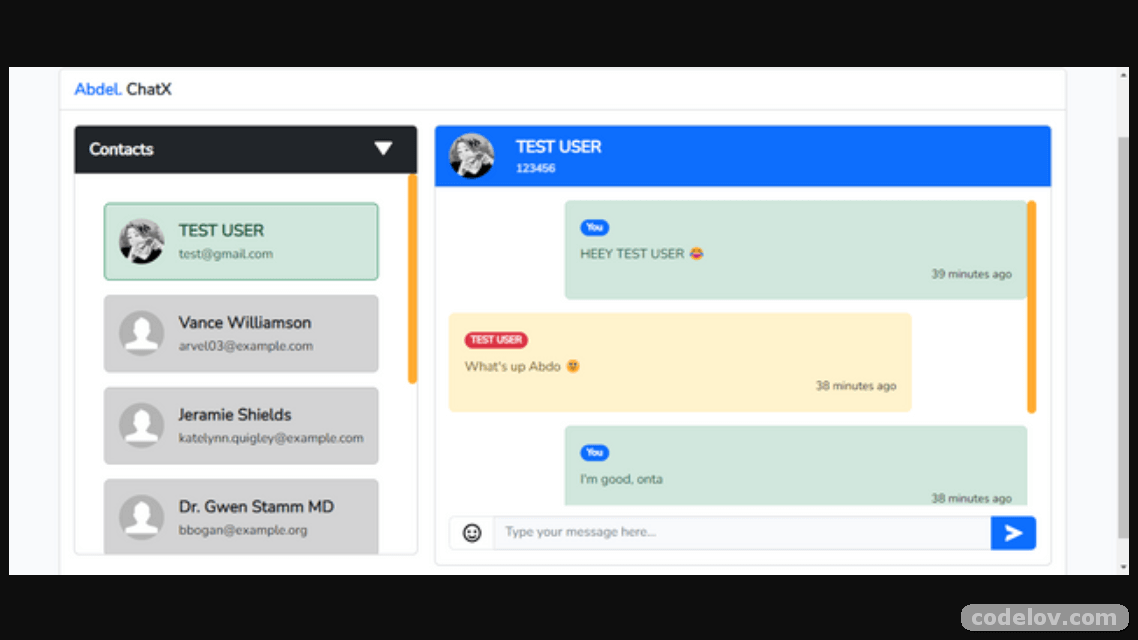 Abdel. ChatX
Contacts
TEST USER
test@gmail.com
Vance Williamson
arvel03@example.com
Jeramie Shields
katelynn.quigley@example.com
Dr. Gwen Stamm MD
bbogan@example.org
TEST USER
123456
You
HEEY TEST USER 😂
39 minutes ago
TEST USER
What's up Abdo 🙂
38 minutes ago
You
I'm good, onta
38 minutes ago
Type your message here...
codelov.com